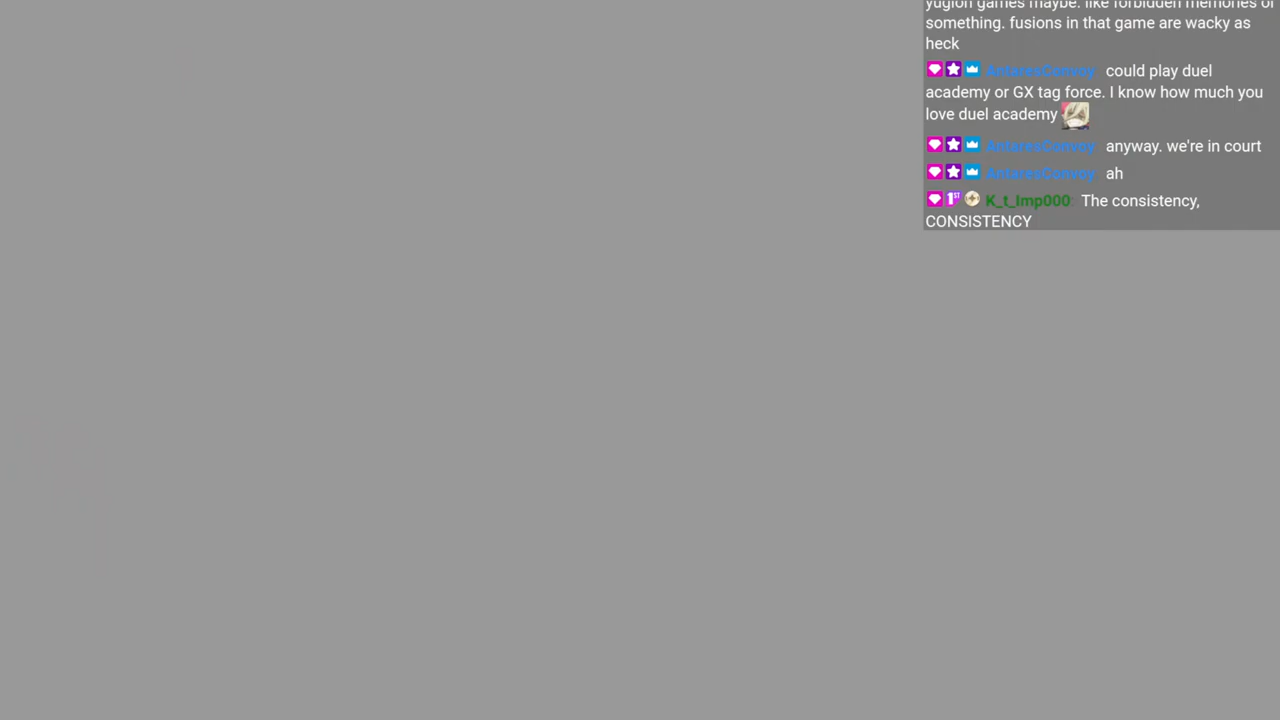 yugioh games maybe. like forbidden memories or
something. fusions in that game are wacky as
heck
AntaresConvoy: could play duel
academy or GX tag force. I know how much you
love duel academy
AntaresConvoy: anyway. we're in court
AntaresConvoy: ah
1ST K_t_Imp000: The consistency,
CONSISTENCY